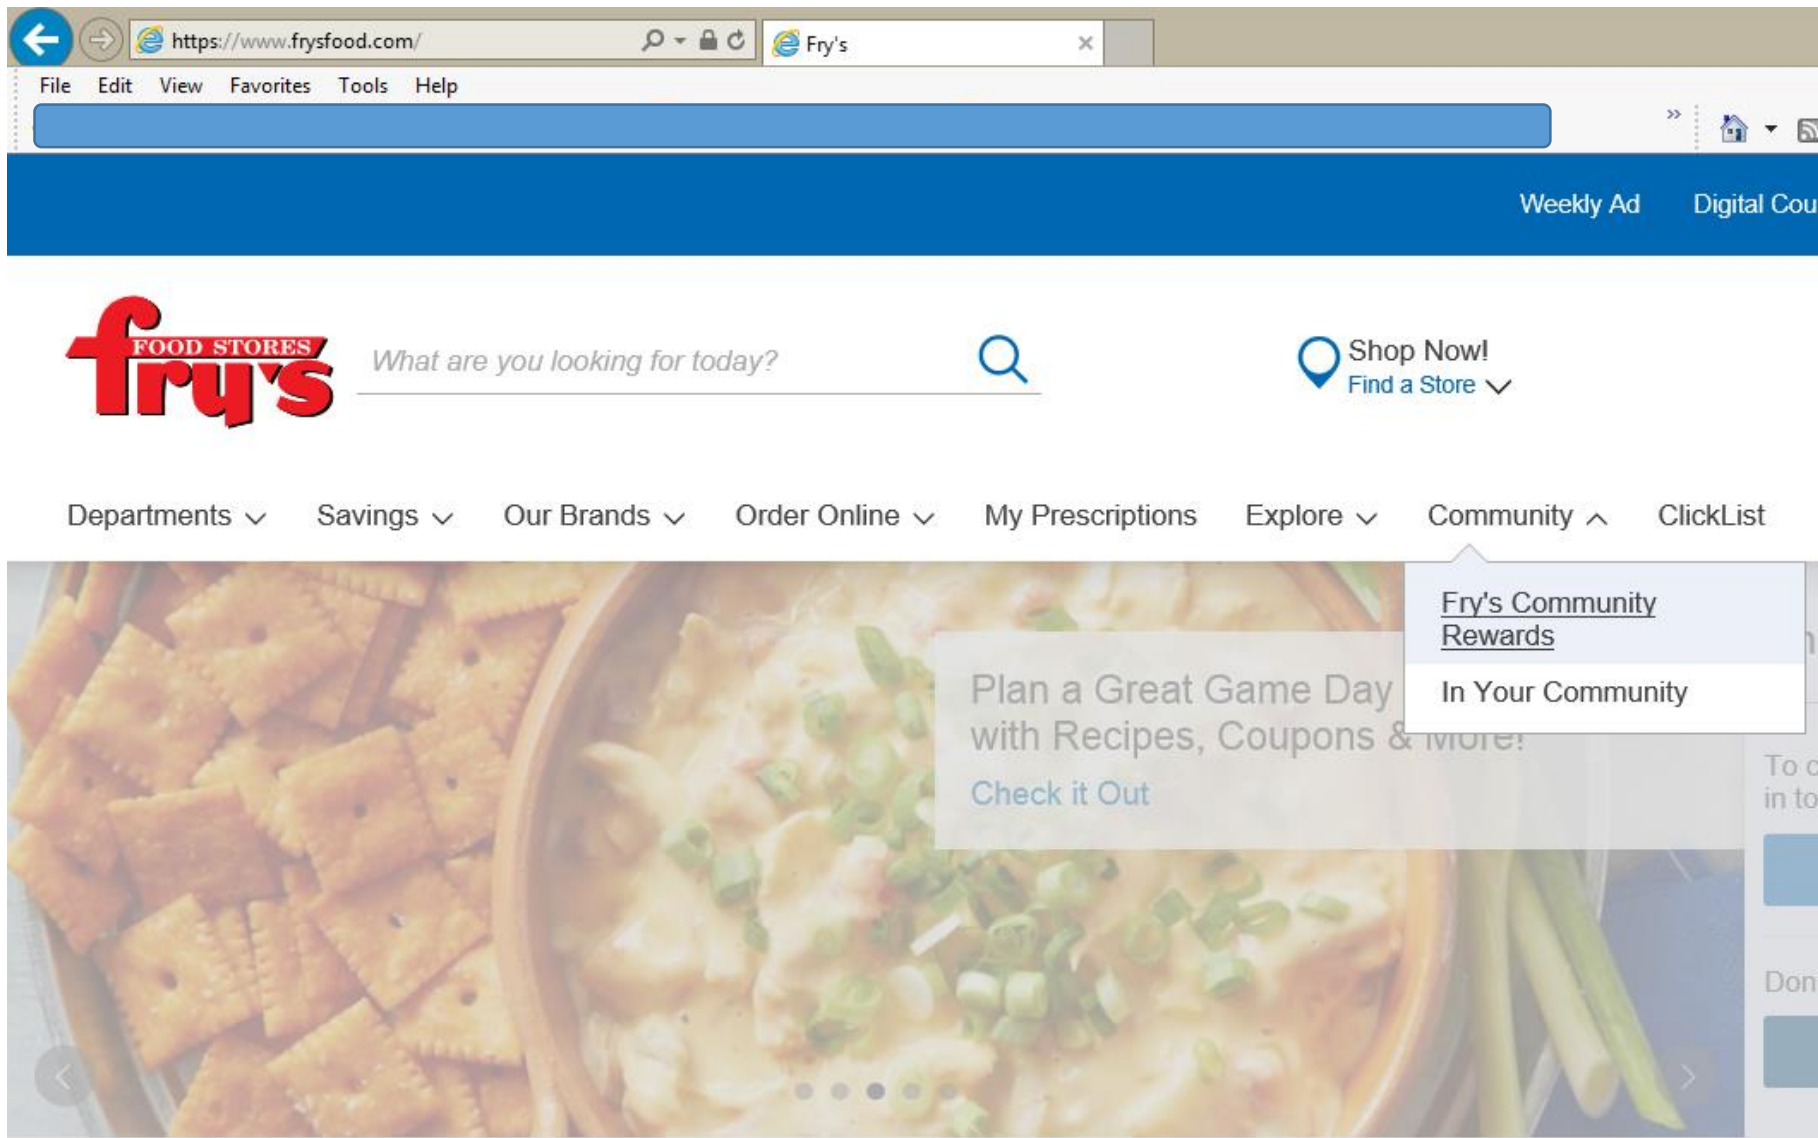 https://www.frysfood.com/
Fry's
File Edit View Favorites Tools Help
Weekly Ad Digital Cou
FOOD STORES
fry's
What are you looking for today?
Shop Now!
Find a Store
Departments Savings Our Brands Order Online My Prescriptions Explore Community ClickList
Fry's Community
Rewards
In Your Community
Plan a Great Game Day
with Recipes, Coupons & More!
Check it Out
To
in to
Don